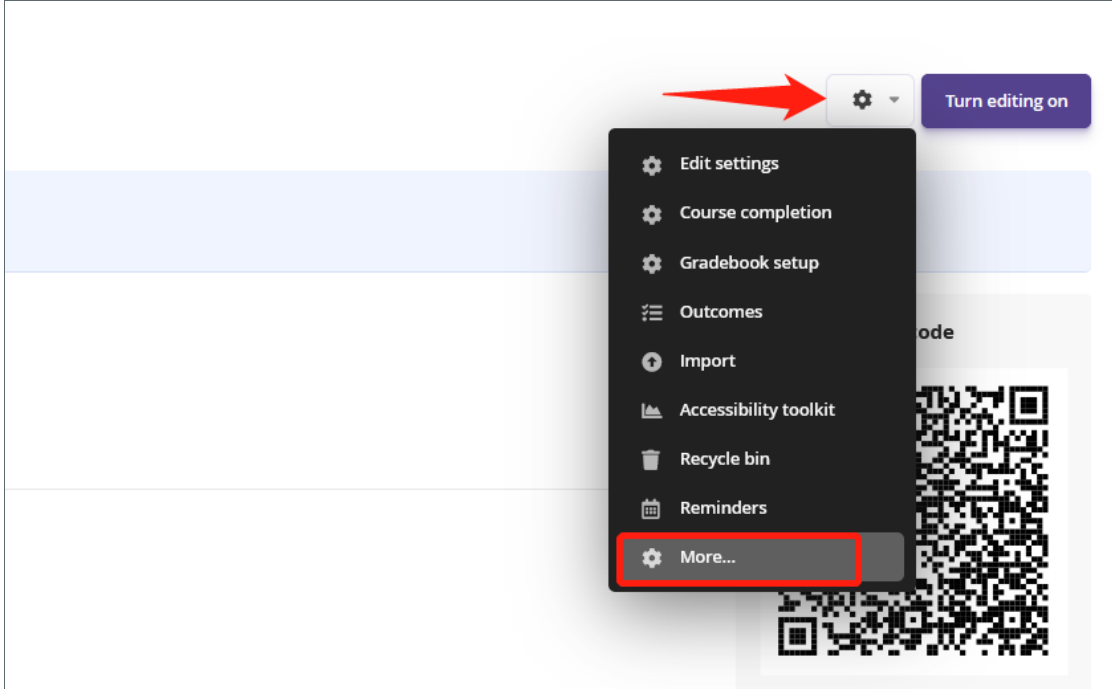 Turn editing on
Edit settings
Course completion
Gradebook setup
Outcomes
ode
Import
Accessibility toolkit
Recycle bin
Reminders
More...